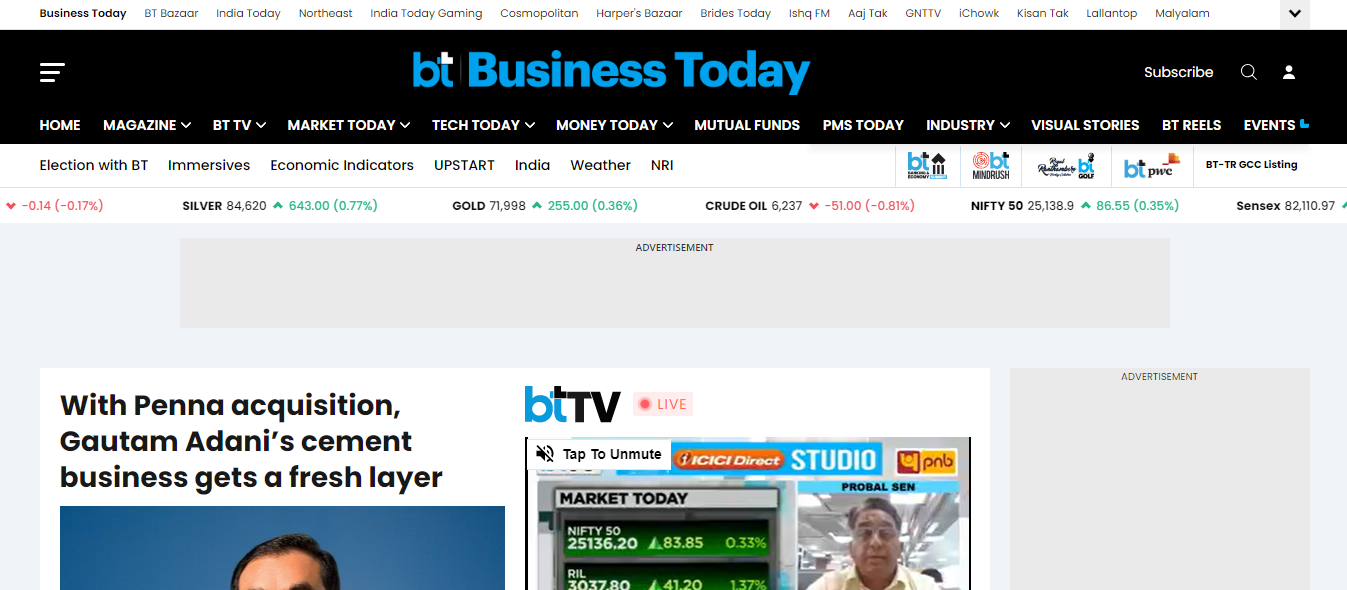 Business Today BT Bazaar India Today Northeast India Today Gaming Cosmopolitan Harper's Bazaar Brides Today Ishq FM Aaj Tak GNTTV iChowk Kisan Tak Lallantop Malyalam
bt Business Today
Subscribe
HOME MAGAZINE BT TV MARKET TODAY TECH TODAY MONEY TODAY MUTUAL FUNDS PMS TODAY INDUSTRY VISUAL STORIES BT REELS EVENTS
Election with BT Immersives Economic Indicators UPSTART India Weather NRI
bt BANKING & ECONOMY SUMMIT
bt MINDRUSH
bt GOLF
bt pwc
BT-TR GCC Listing
-0.14 (-0.17%) SILVER 84,620 643.00 (0.77%) GOLD 71,998 255.00 (0.36%) CRUDE OIL 6,237 -51.00 (-0.81%) NIFTY 50 25,138.9 86.55 (0.35%) Sensex 82,110.97
ADVERTISEMENT
With Penna acquisition,
Gautam Adani’s cement
business gets a fresh layer
btTV LIVE
Tap To Unmute
ICICI Direct STUDIO pnb
MARKET TODAY
PROBAL SEN
NIFTY 50
25136.20 83.85 0.33%
RIL
3037.80 41.20 1.37%
ADVERTISEMENT